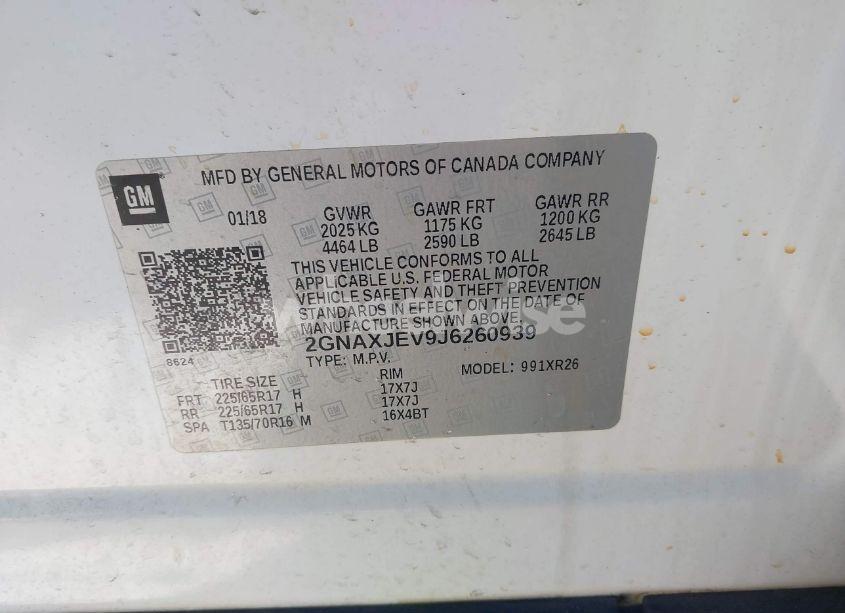 GM
MFD BY GENERAL MOTORS OF CANADA COMPANY
01/18 GVWR GAWR FRT GAWR RR
2025 KG 1175 KG 1200 KG
4464 LB 2590 LB 2645 LB
THIS VEHICLE CONFORMS TO ALL
APPLICABLE U.S. FEDERAL MOTOR
VEHICLE SAFETY AND THEFT PREVENTION
STANDARDS IN EFFECT ON THE DATE OF
MANUFACTURE SHOWN ABOVE.
8624
2GNAXJEV9J6260939
TYPE: M.P.V. MODEL: 991XR26
TIRE SIZE RIM
FRT 225/65R17 H 17X7J
RR 225/65R17 H 17X7J
SPA T135/70R16 M 16X4BT